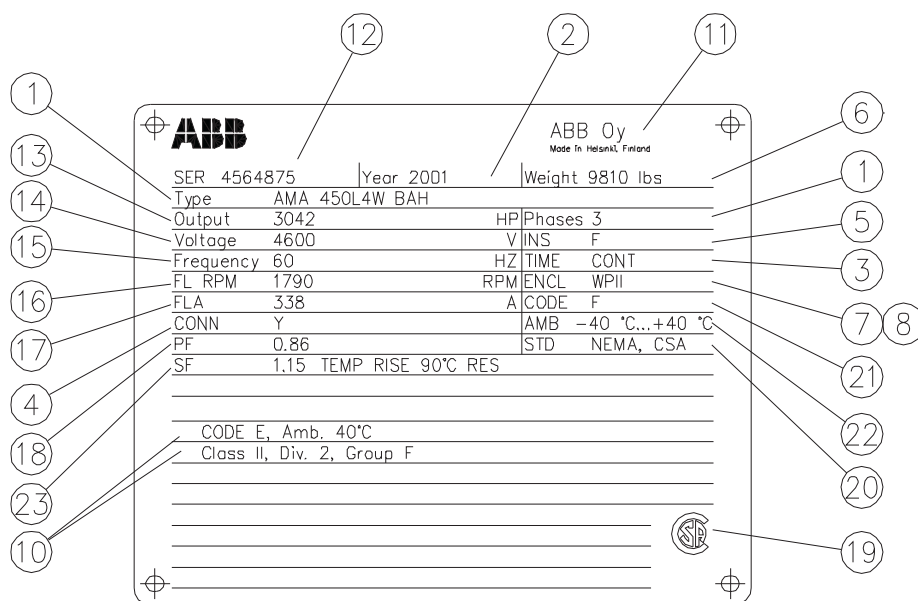 12 2 11
1 6
ABB ABB Oy
Made in Helsinki, Finland
13 SER 4564875 Year 2001 Weight 9810 lbs 1
Type AMA 450L4W BAH
14 Output 3042 HP Phases 3 5
Voltage 4600 V INS F
15 Frequency 60 HZ TIME CONT 3
16 FL RPM 1790 RPM ENCL WPII
FLA 338 A CODE F 7 8
17 CONN Y AMB -40 °C...+40 °C
PF 0.86 STD NEMA, CSA 21
4 SF 1.15 TEMP RISE 90°C RES
22
18 CODE E, Amb. 40°C
Class II, Div. 2, Group F
23 20
10 SA 19